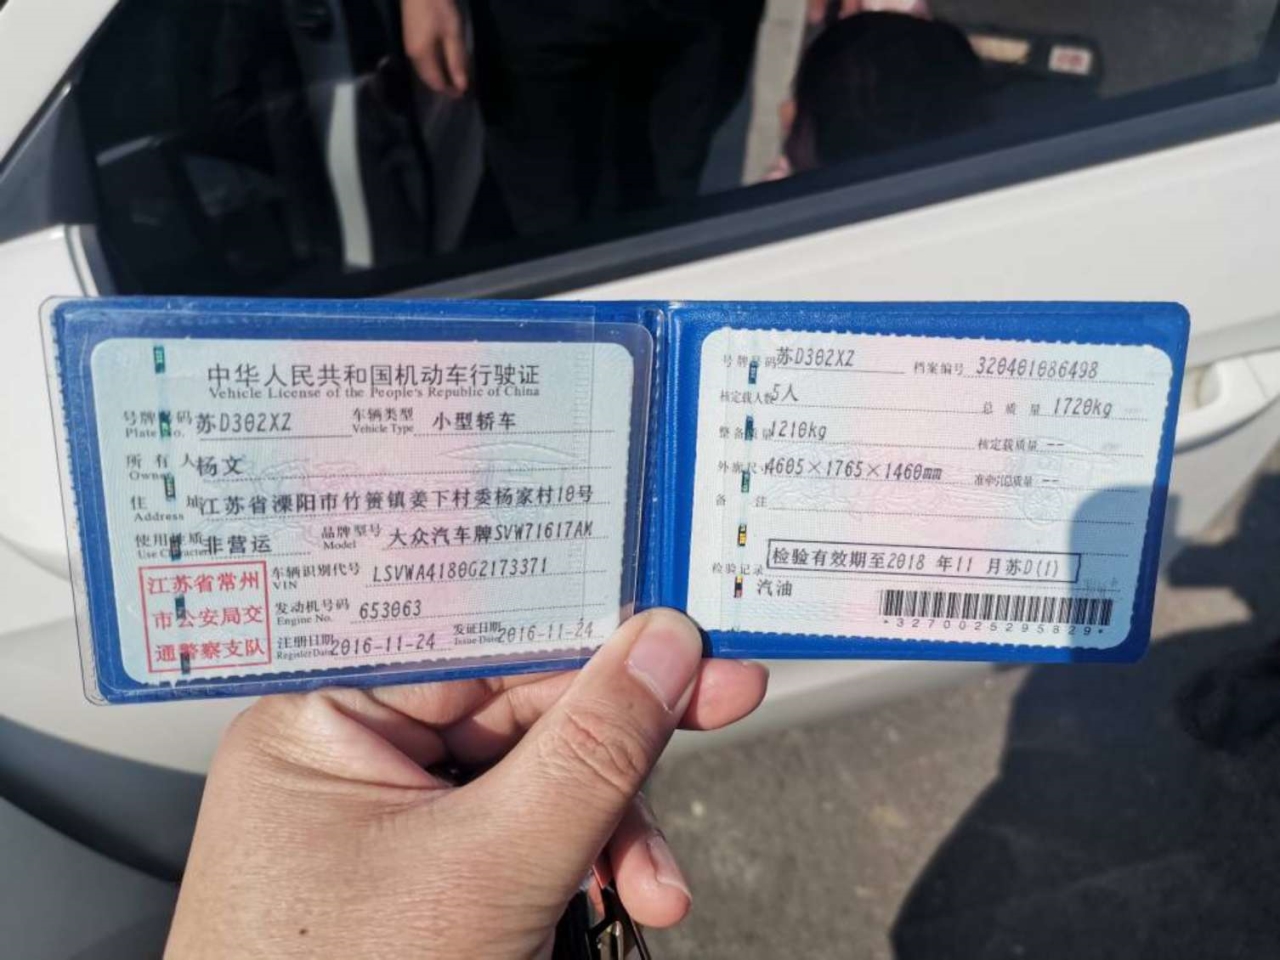 中华人民共和国机动车行驶证
Vehicle License of the People's Republic of China
号牌号码 苏D302XZ 车辆类型 小型轿车
Plate No. Vehicle Type
所有人 杨文
Owner
住址 江苏省溧阳市竹箦镇姜下村委杨家村10号
Address
使用性质 非营运 品牌型号 大众汽车牌SVW71617AM
Use Character Model
江苏省常州
市公安局交
通警察支队
车辆识别代号 LSVWA4180G2173371
VIN
发动机号码 653063
Engine No.
注册日期 2016-11-24 发证日期 2016-11-24
Register Date Issue Date
号牌号码 苏D302XZ 档案编号 320401086498
核定载人数 5人 总质量 1720kg
整备质量 1210kg 核定载质量 --
外廓尺寸 4605×1765×1460mm 准牵引总质量 --
备注
检验有效期至2018 年11 月苏D(1)
检验记录
汽油
*3270025295829*